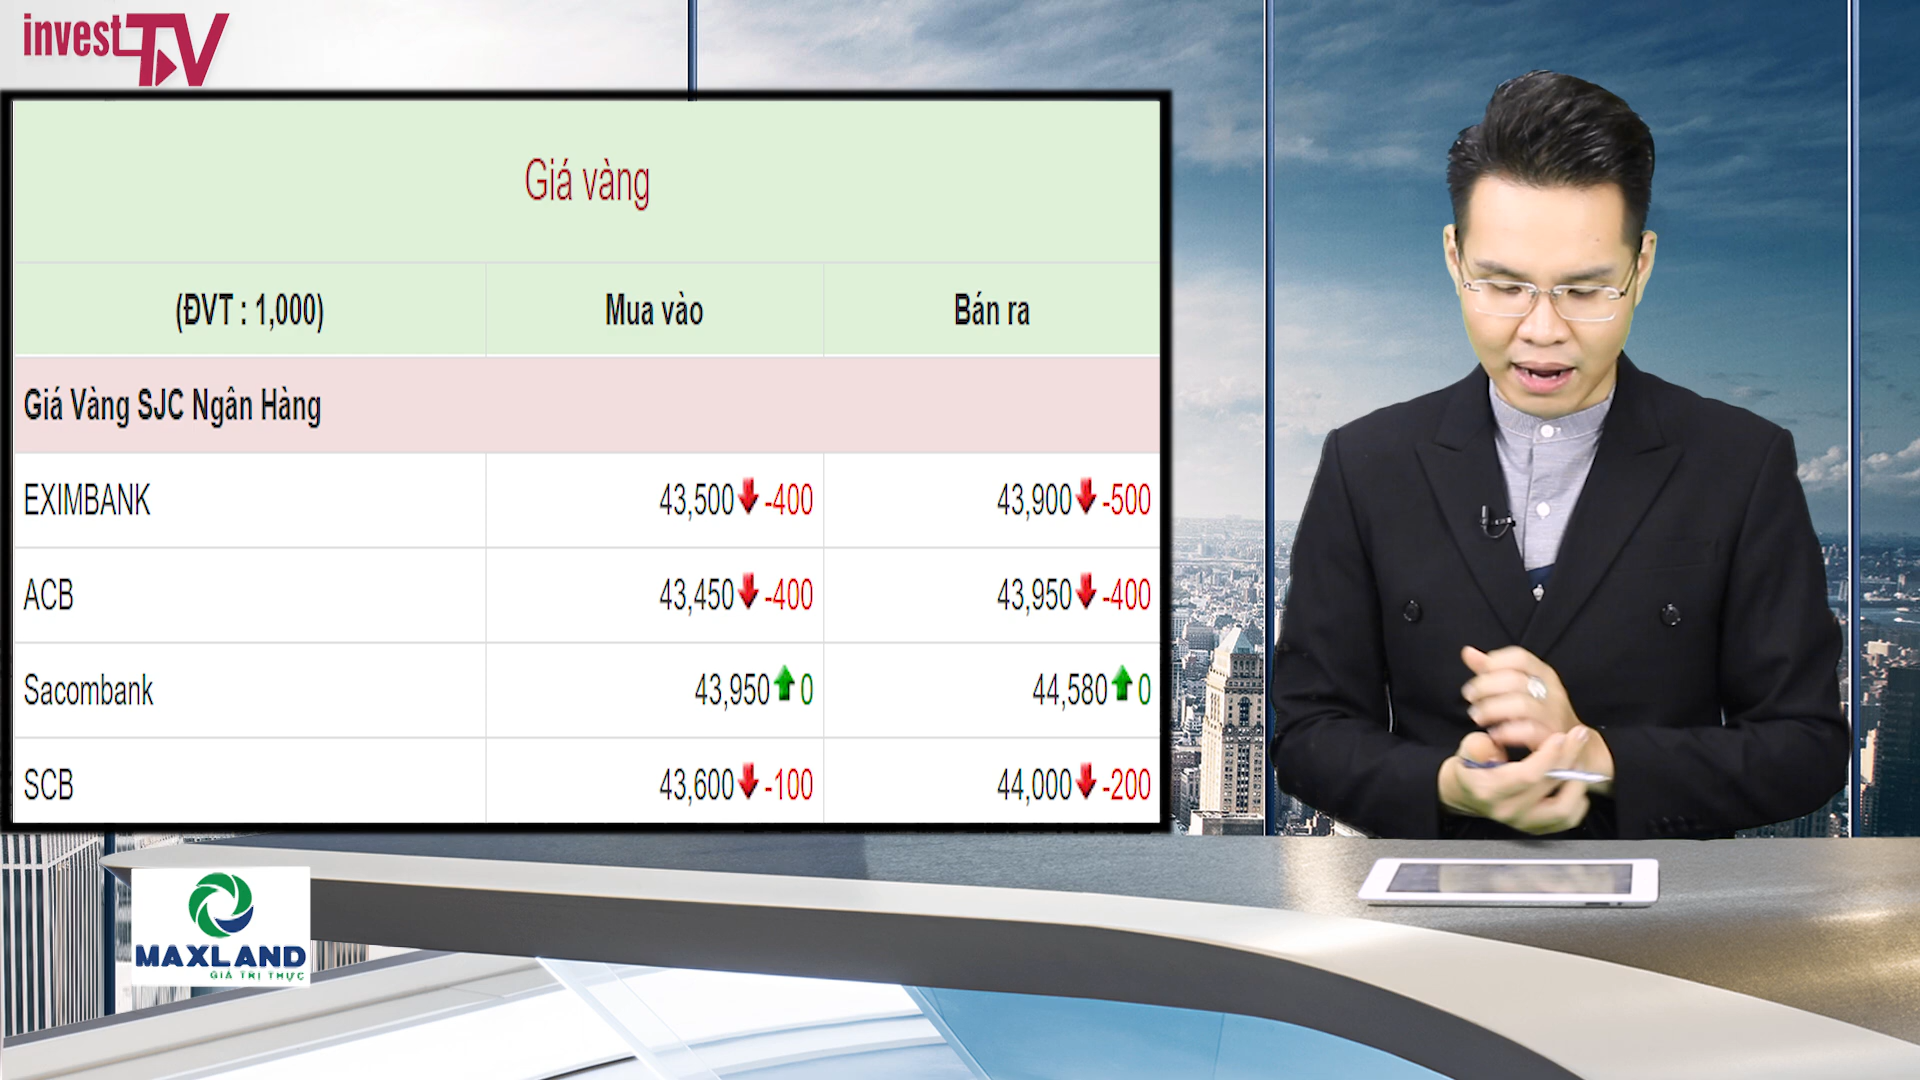 investTV
Giá vàng
(ĐVT : 1,000) Mua vào Bán ra
Giá Vàng SJC Ngân Hàng
EXIMBANK 43,500 -400 43,900 -500
ACB 43,450 -400 43,950 -400
Sacombank 43,950 0 44,580 0
SCB 43,600 -100 44,000 -200
MAXLAND
GIÁ TRỊ THỰC